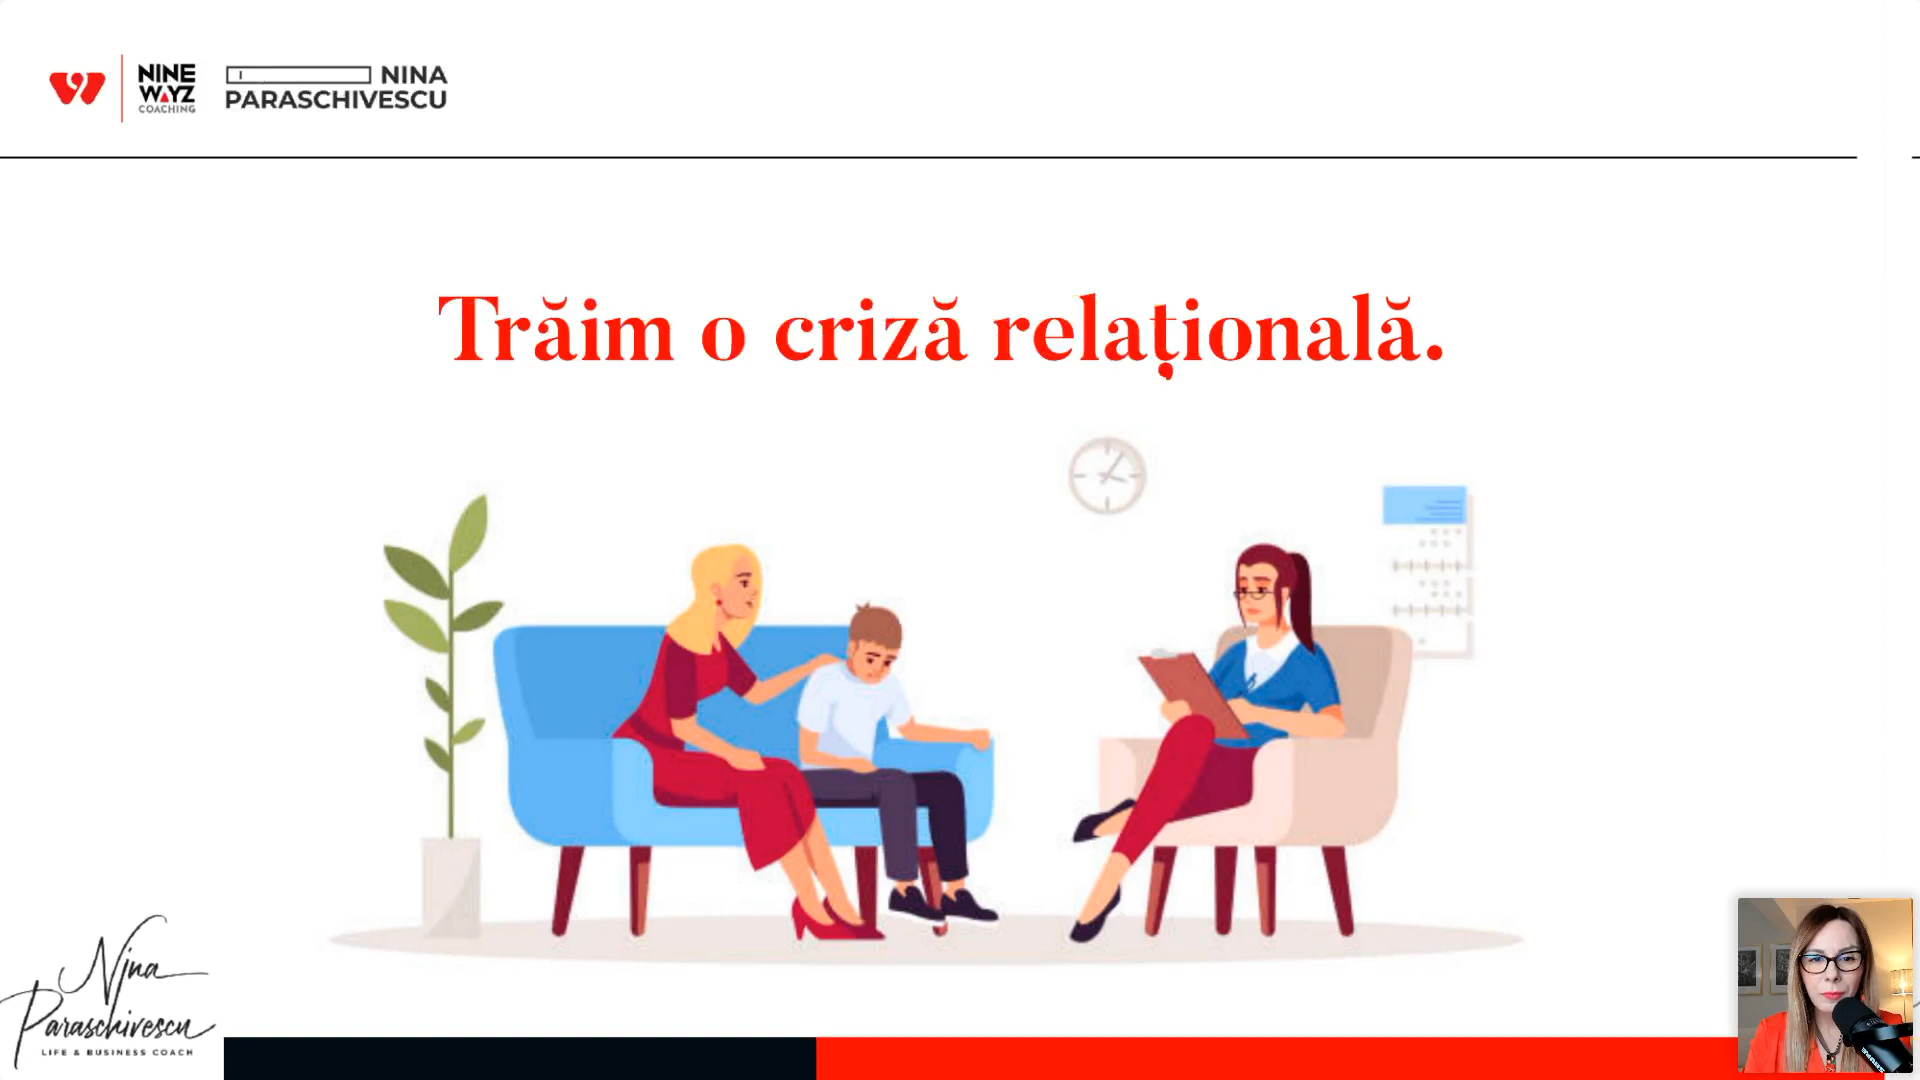 NINE
WAYZ
COACHING
NINA
PARASCHIVESCU
Trăim o criză relațională.
Nina
Paraschivescu
LIFE & BUSINESS COACH